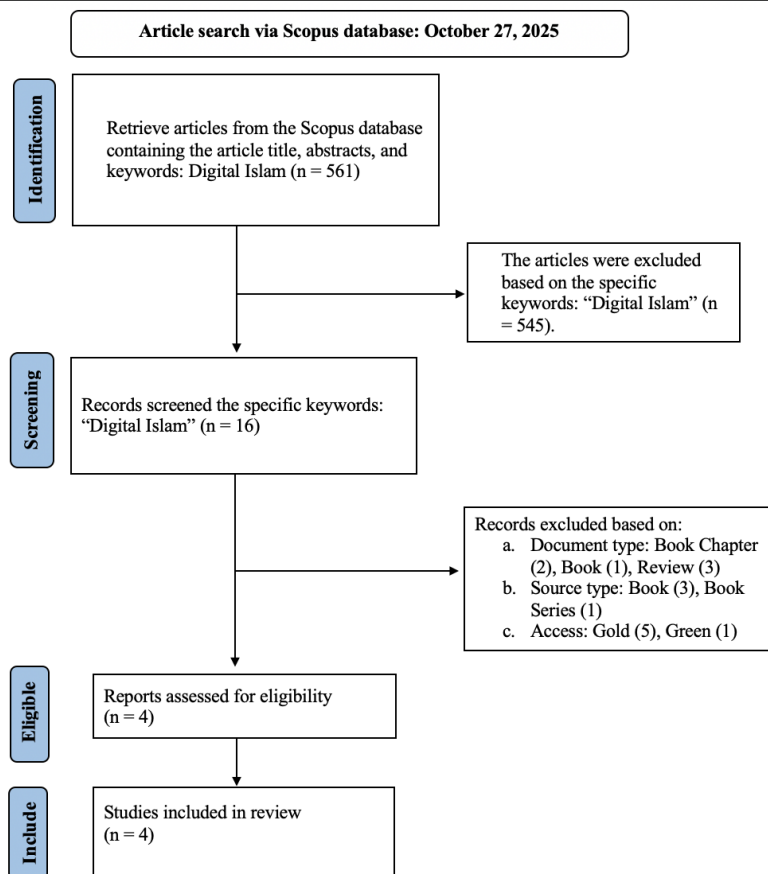 Article search via Scopus database: October 27, 2025
Identification
Retrieve articles from the Scopus database
containing the article title, abstracts, and
keywords: Digital Islam (n = 561)
The articles were excluded
based on the specific
keywords: “Digital Islam” (n
= 545).
Screening
Records screened the specific keywords:
“Digital Islam” (n = 16)
Records excluded based on:
a. Document type: Book Chapter
(2), Book (1), Review (3)
b. Source type: Book (3), Book
Series (1)
c. Access: Gold (5), Green (1)
Eligible
Reports assessed for eligibility
(n = 4)
Include
Studies included in review
(n = 4)